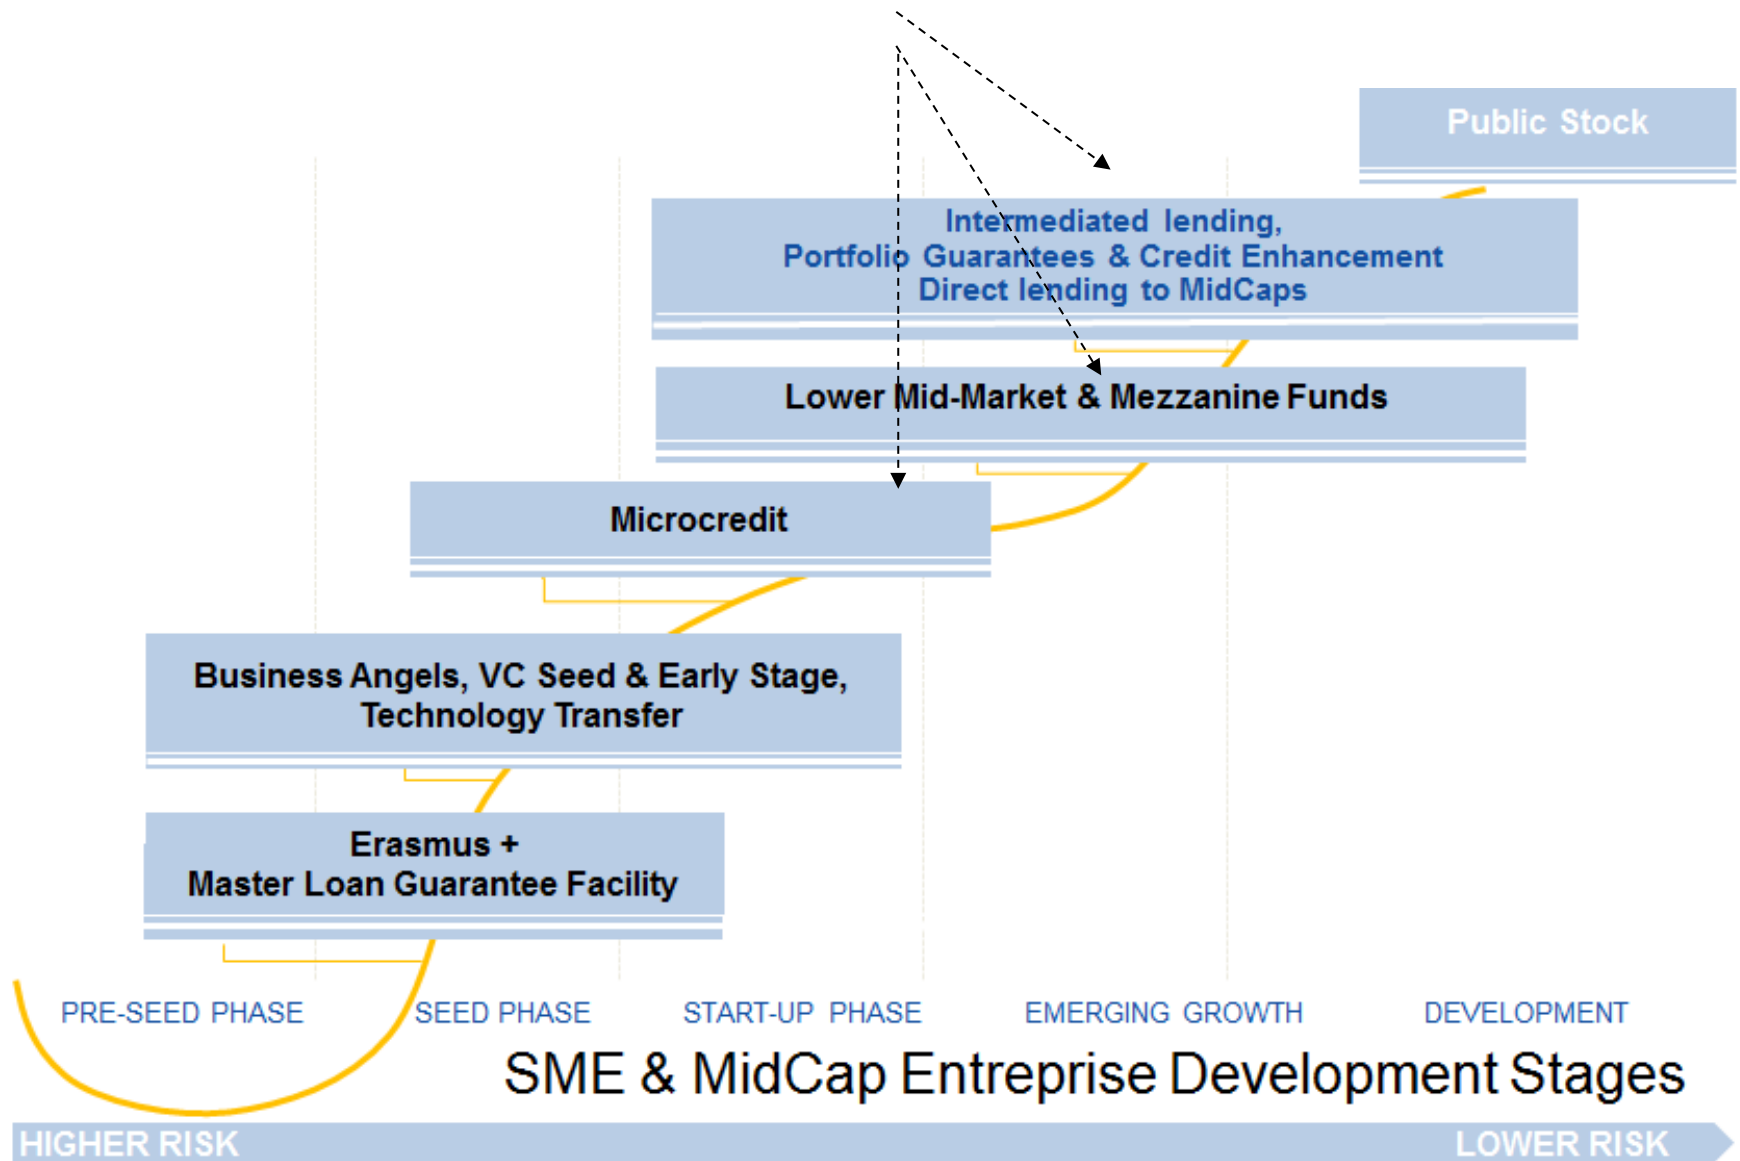 Public Stock
Intermediated lending,
Portfolio Guarantees & Credit Enhancement
Direct lending to MidCaps
Lower Mid-Market & Mezzanine Funds
Microcredit
Business Angels, VC Seed & Early Stage,
Technology Transfer
Erasmus +
Master Loan Guarantee Facility
PRE-SEED PHASE
SEED PHASE
START-UP PHASE
EMERGING GROWTH
DEVELOPMENT
SME & MidCap Entreprise Development Stages
HIGHER RISK
LOWER RISK